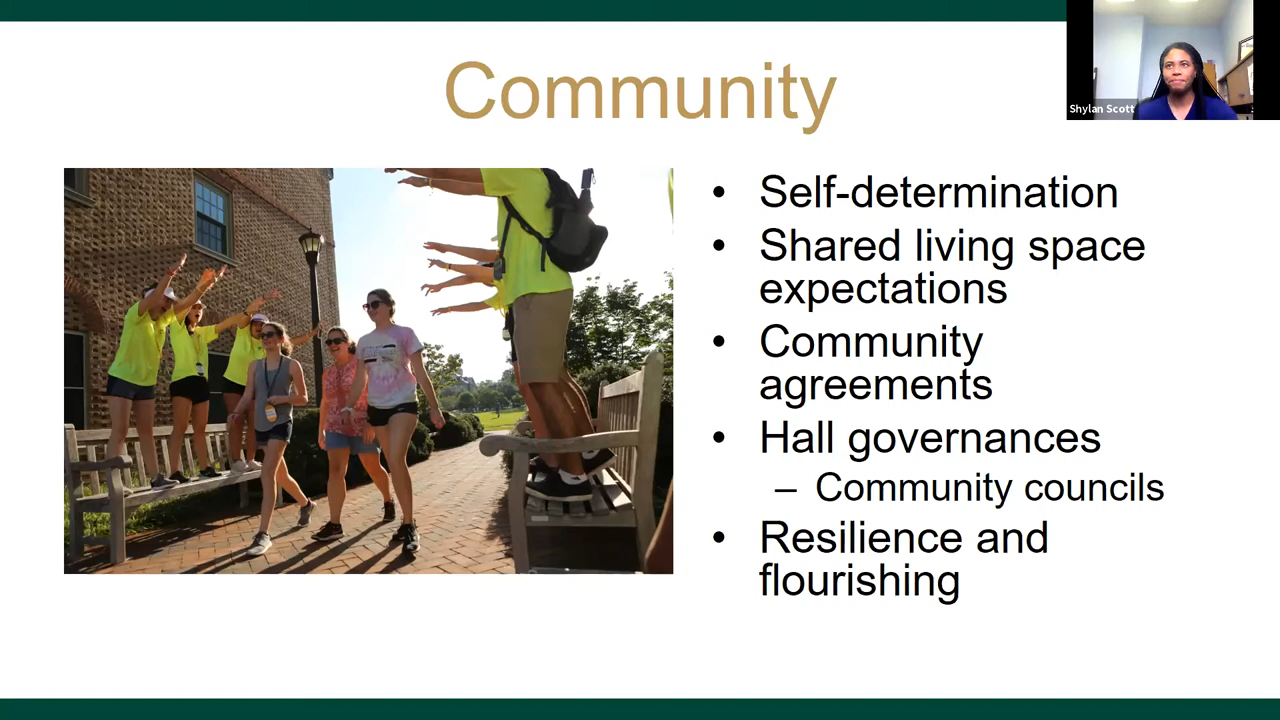 Community
Shylan Scott
• Self-determination
• Shared living space
expectations
• Community
agreements
• Hall governances
– Community councils
• Resilience and
flourishing